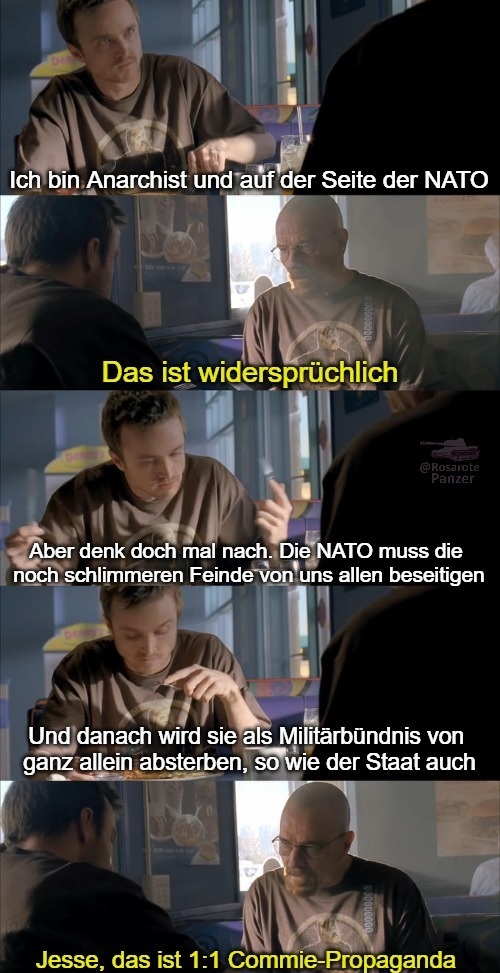 Ich bin Anarchist und auf der Seite der NATO
Das ist widersprüchlich
@Rosarote
Panzer
Aber denk doch mal nach. Die NATO muss die
noch schlimmeren Feinde von uns allen beseitigen
Und danach wird sie als Militärbündnis von
ganz allein absterben, so wie der Staat auch
Jesse, das ist 1:1 Commie-Propaganda